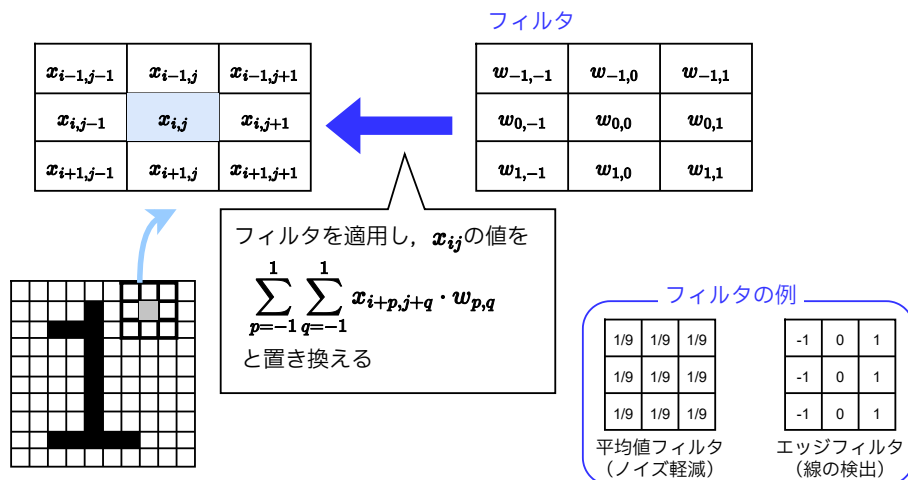 フィルタ
x_{i-1,j-1} x_{i-1,j} x_{i-1,j+1}
x_{i,j-1} x_{i,j} x_{i,j+1}
x_{i+1,j-1} x_{i+1,j} x_{i+1,j+1}
w_{-1,-1} w_{-1,0} w_{-1,1}
w_{0,-1} w_{0,0} w_{0,1}
w_{1,-1} w_{1,0} w_{1,1}
フィルタを適用し，x_{ij}の値を
\sum_{p=-1}^{1} \sum_{q=-1}^{1} x_{i+p,j+q} \cdot w_{p,q}
と置き換える
フィルタの例
1/9 1/9 1/9
1/9 1/9 1/9
1/9 1/9 1/9
平均値フィルタ
（ノイズ軽減）
-1 0 1
-1 0 1
-1 0 1
エッジフィルタ
（線の検出）